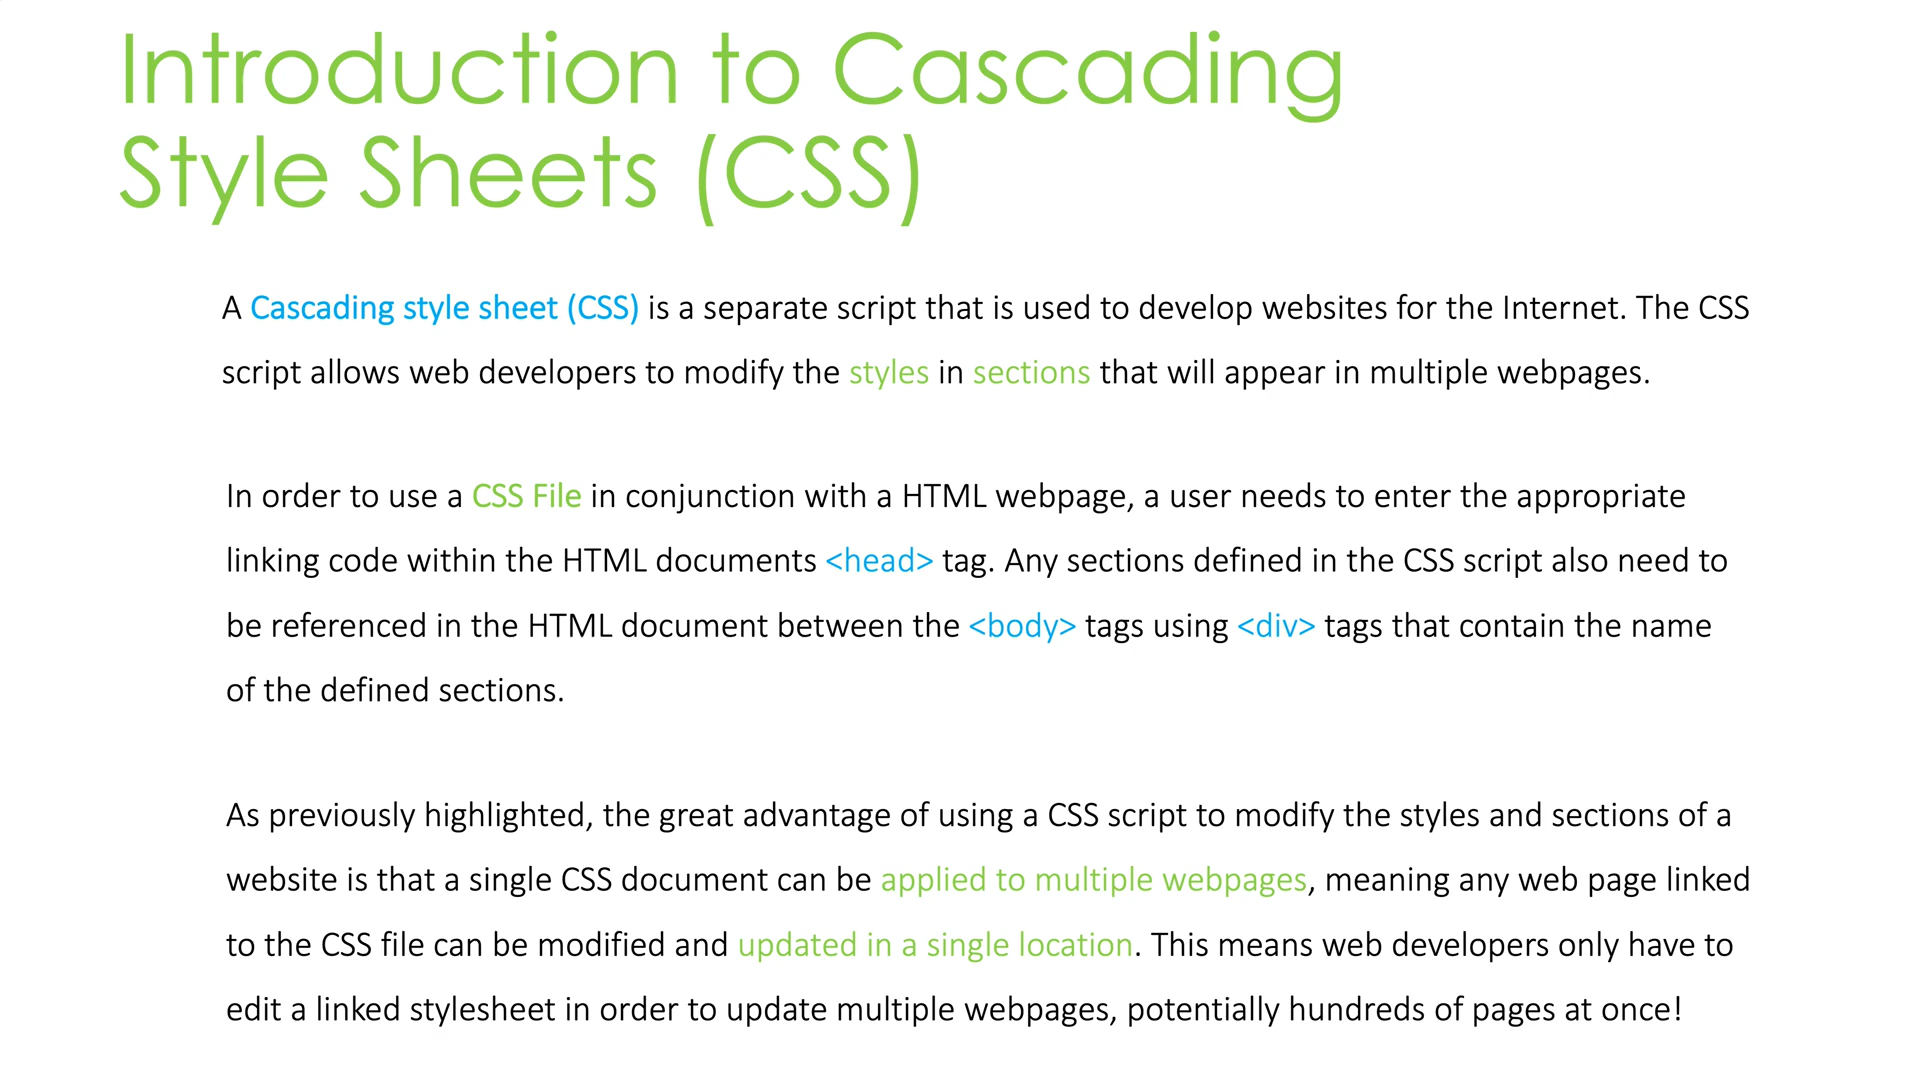 Introduction to Cascading
Style Sheets (CSS)
A Cascading style sheet (CSS) is a separate script that is used to develop websites for the Internet. The CSS
script allows web developers to modify the styles in sections that will appear in multiple webpages.
In order to use a CSS File in conjunction with a HTML webpage, a user needs to enter the appropriate
linking code within the HTML documents <head> tag. Any sections defined in the CSS script also need to
be referenced in the HTML document between the <body> tags using <div> tags that contain the name
of the defined sections.
As previously highlighted, the great advantage of using a CSS script to modify the styles and sections of a
website is that a single CSS document can be applied to multiple webpages, meaning any web page linked
to the CSS file can be modified and updated in a single location. This means web developers only have to
edit a linked stylesheet in order to update multiple webpages, potentially hundreds of pages at once!